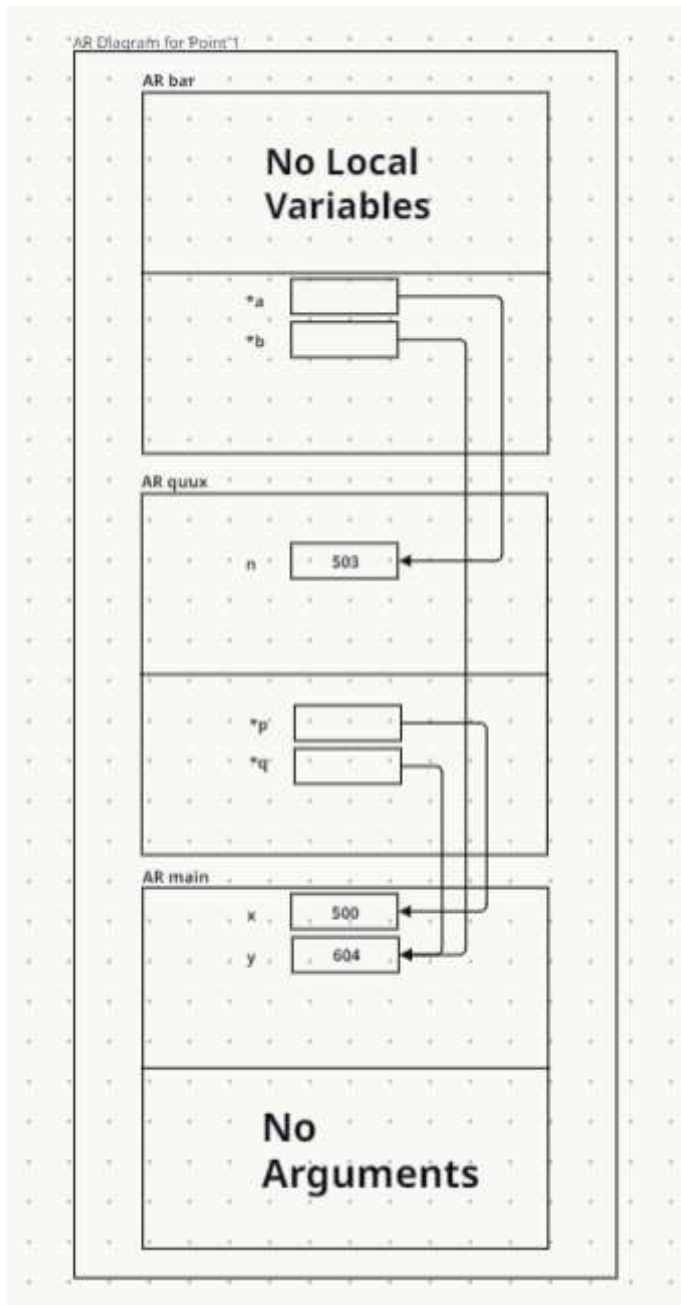 AR Diagram for "Point" 1
AR bar
No Local
Variables
*a
*b
AR quux
n 503
*p
*q
AR main
x 500
y 604
No
Arguments